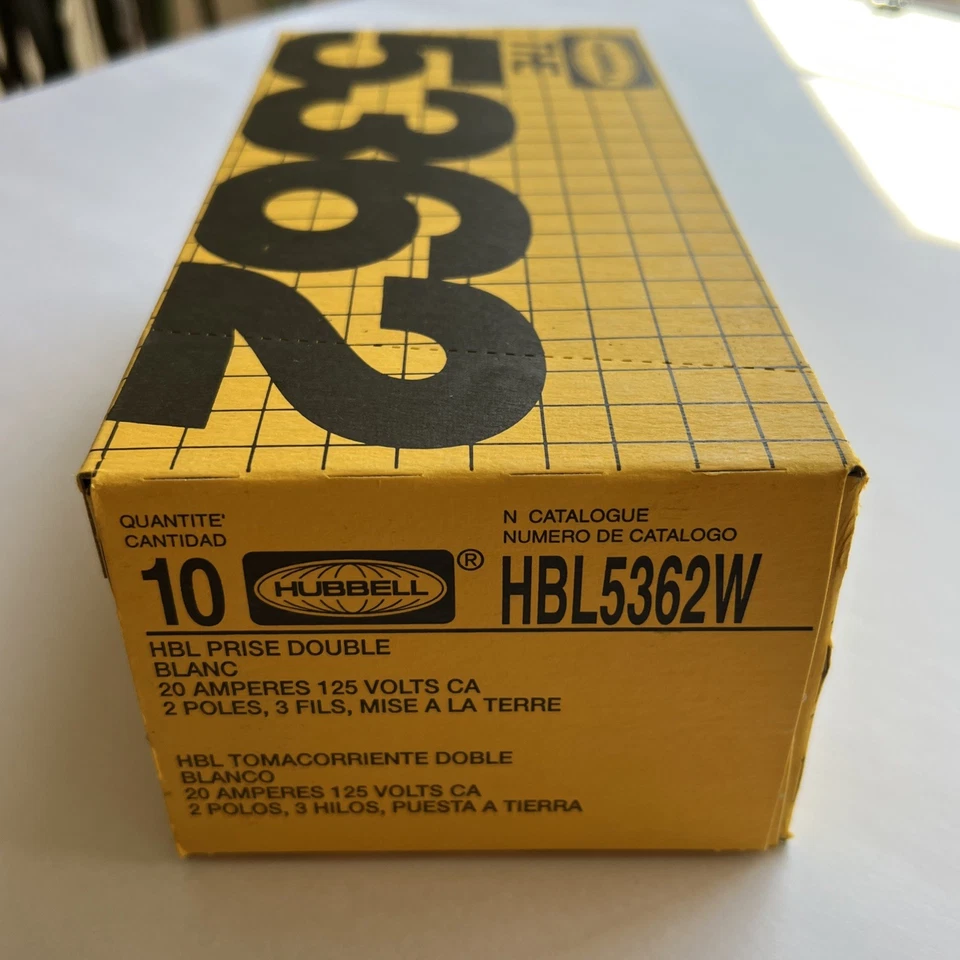 5362
QUANTITE'
CANTIDAD
10
HUBBELL®
N CATALOGUE
NUMERO DE CATALOGO
HBL5362W
HBL PRISE DOUBLE
BLANC
20 AMPERES 125 VOLTS CA
2 POLES, 3 FILS, MISE A LA TERRE
HBL TOMACORRIENTE DOBLE
BLANCO
20 AMPERES 125 VOLTS CA
2 POLOS, 3 HILOS, PUESTA A TIERRA